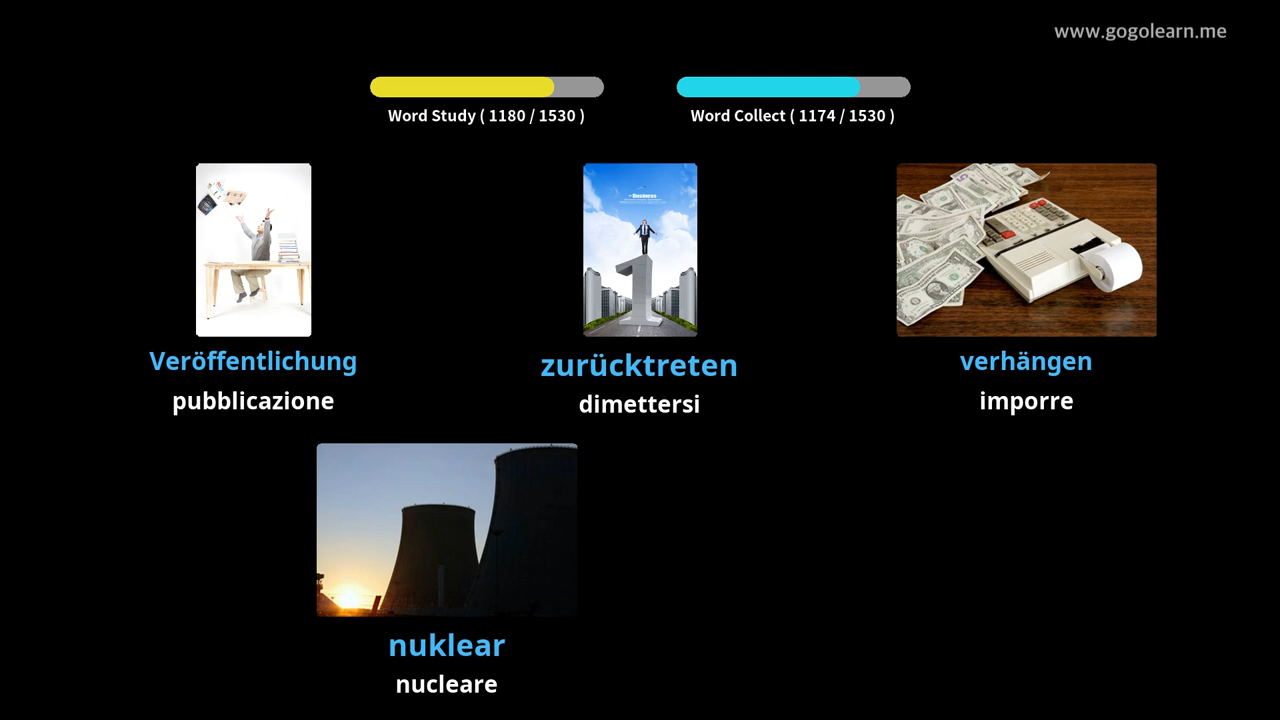 www.gogolearn.me
Word Study ( 1180 / 1530 )
Word Collect ( 1174 / 1530 )
Business
Veröffentlichung
pubblicazione
zurücktreten
dimettersi
verhängen
imporre
nuklear
nucleare